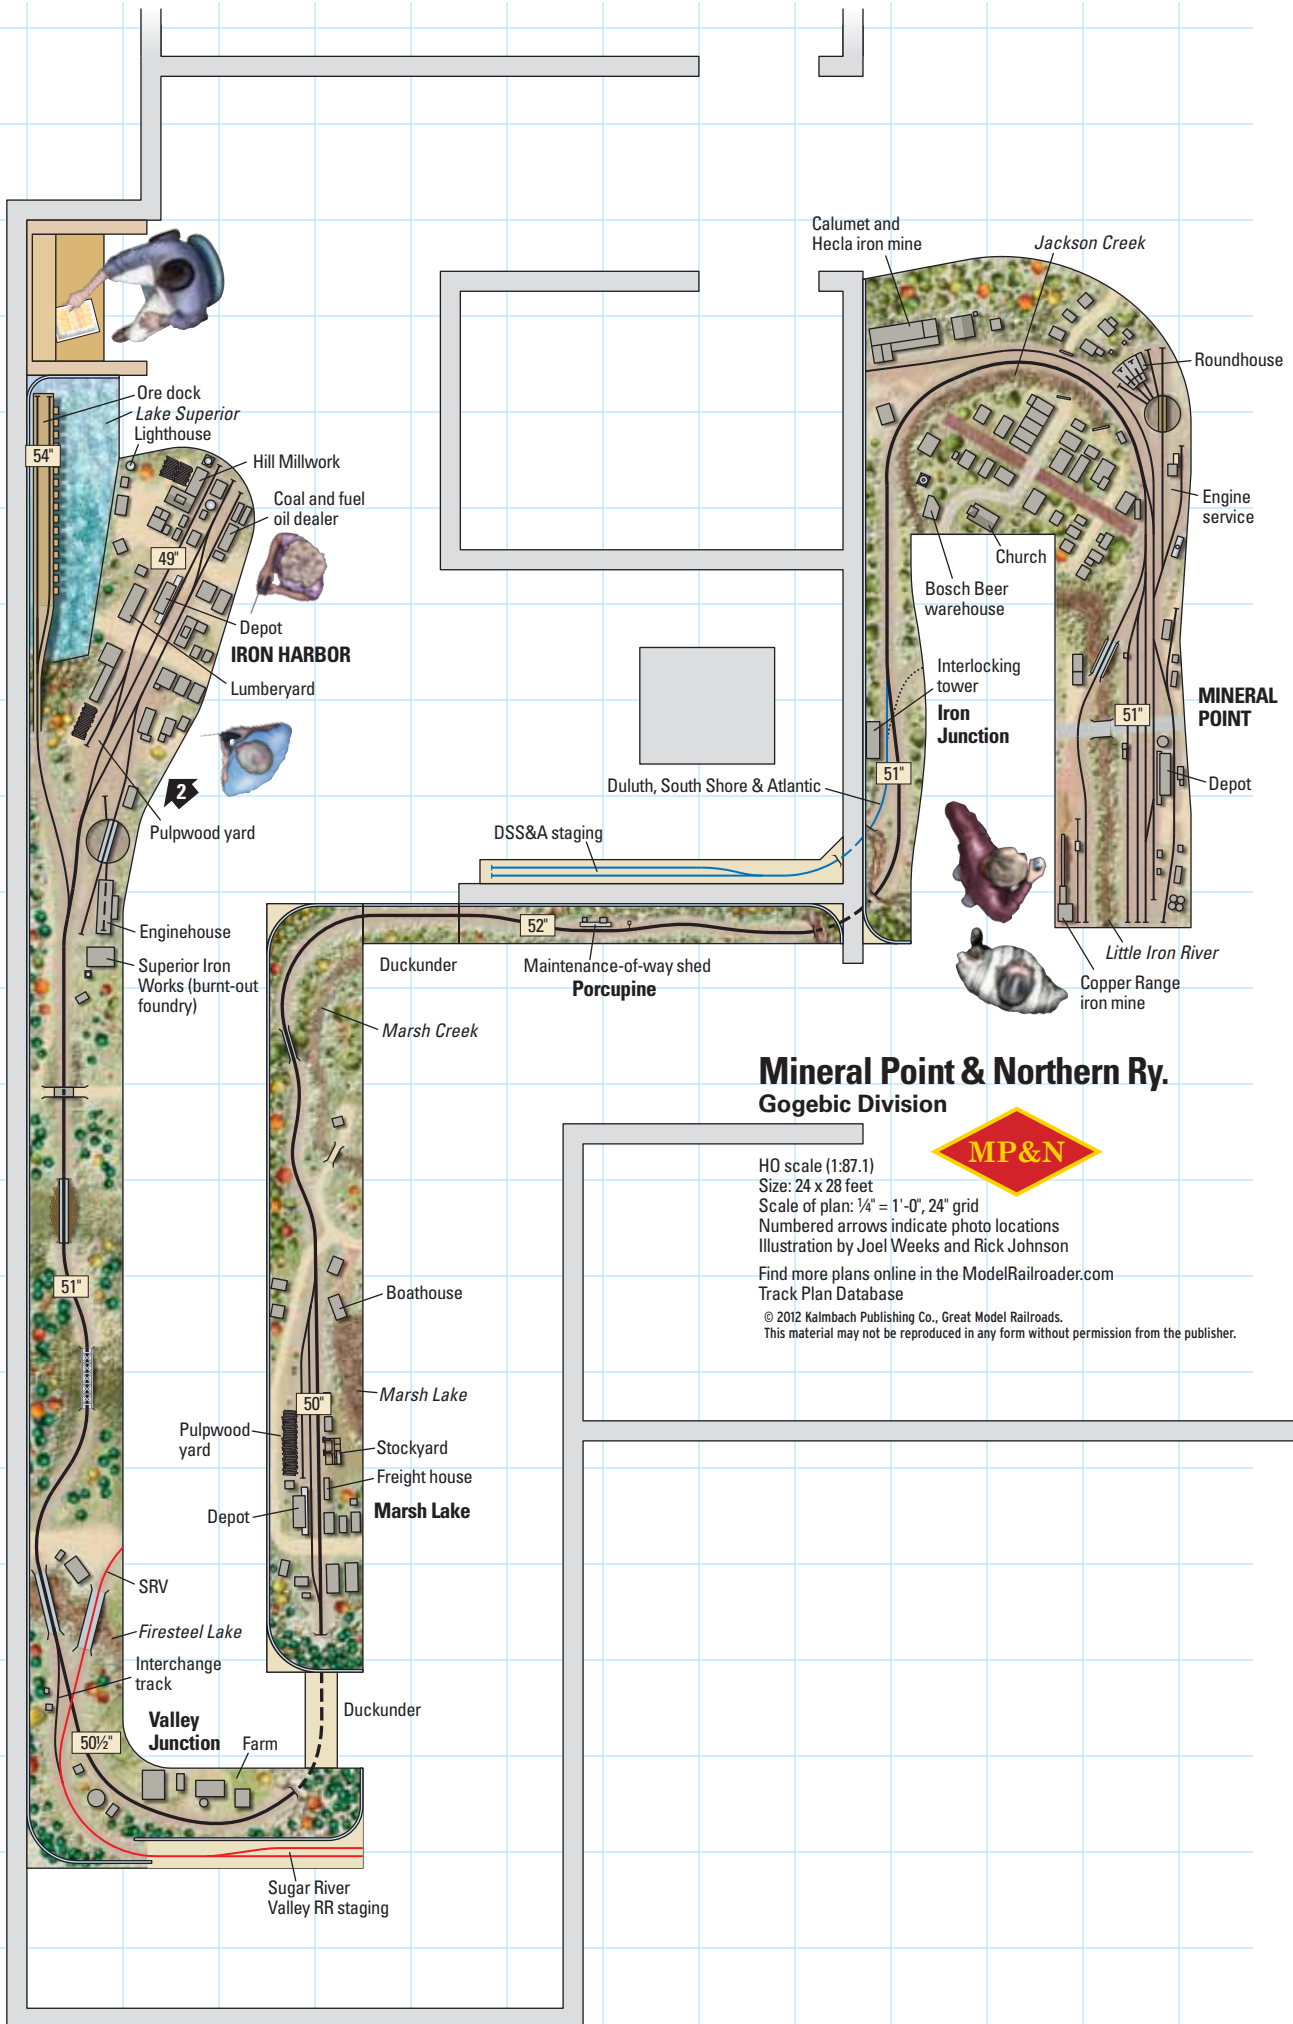 Calumet and
Hecla iron mine
Jackson Creek
Roundhouse
Ore dock
Lake Superior
Lighthouse
54"
Hill Millwork
Coal and fuel
oil dealer
Engine
service
49"
Church
Bosch Beer
warehouse
Depot
IRON HARBOR
Lumberyard
Interlocking
tower
Iron
Junction
MINERAL
POINT
51"
51"
Depot
Duluth, South Shore & Atlantic
2
Pulpwood yard
DSS&A staging
Enginehouse
52"
Superior Iron
Works (burnt-out
foundry)
Duckunder
Maintenance-of-way shed
Porcupine
Little Iron River
Copper Range
iron mine
Marsh Creek
Mineral Point & Northern Ry.
Gogebic Division
MP&N
HO scale (1:87.1)
Size: 24 x 28 feet
Scale of plan: ¼" = 1'-0", 24" grid
Numbered arrows indicate photo locations
Illustration by Joel Weeks and Rick Johnson
Find more plans online in the ModelRailroader.com
Track Plan Database
© 2012 Kalmbach Publishing Co., Great Model Railroads.
This material may not be reproduced in any form without permission from the publisher.
51"
Boathouse
50"
Marsh Lake
Pulpwood
yard
Stockyard
Freight house
Depot
Marsh Lake
SRV
Firesteel Lake
Interchange
track
Duckunder
Valley
Junction
50½"
Farm
Sugar River
Valley RR staging